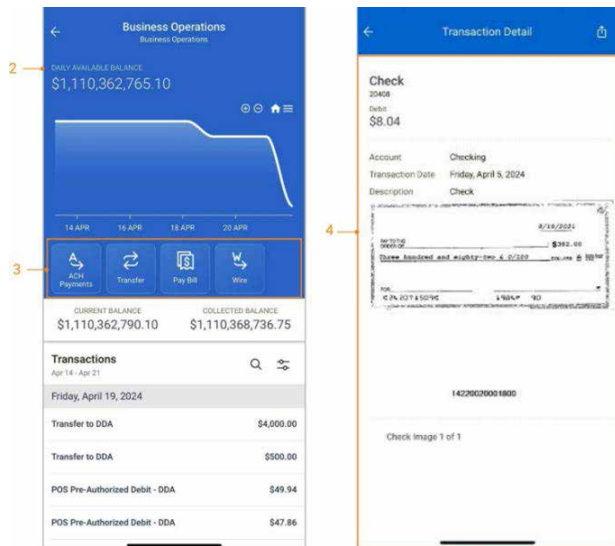 Business Operations
Business Operations
2
DAILY AVAILABLE BALANCE
$1,110,362,765.10
14 APR 16 APR 18 APR 20 APR
3
ACH Payments
Transfer
Pay Bill
Wire
CURRENT BALANCE COLLECTED BALANCE
$1,110,362,790.10 $1,110,368,736.75
Transactions
Apr 14 - Apr 21
Friday, April 19, 2024
Transfer to DDA $4,000.00
Transfer to DDA $500.00
POS Pre-Authorized Debit - DDA $49.94
POS Pre-Authorized Debit - DDA $47.86
Transaction Detail
Check
20408
Debit
$8.04
Account Checking
Transaction Date Friday, April 5, 2024
Description Check
4
$382.00
Three hundred and eighty-two & 0/100
FOR
14220020001800
Check Image 1 of 1